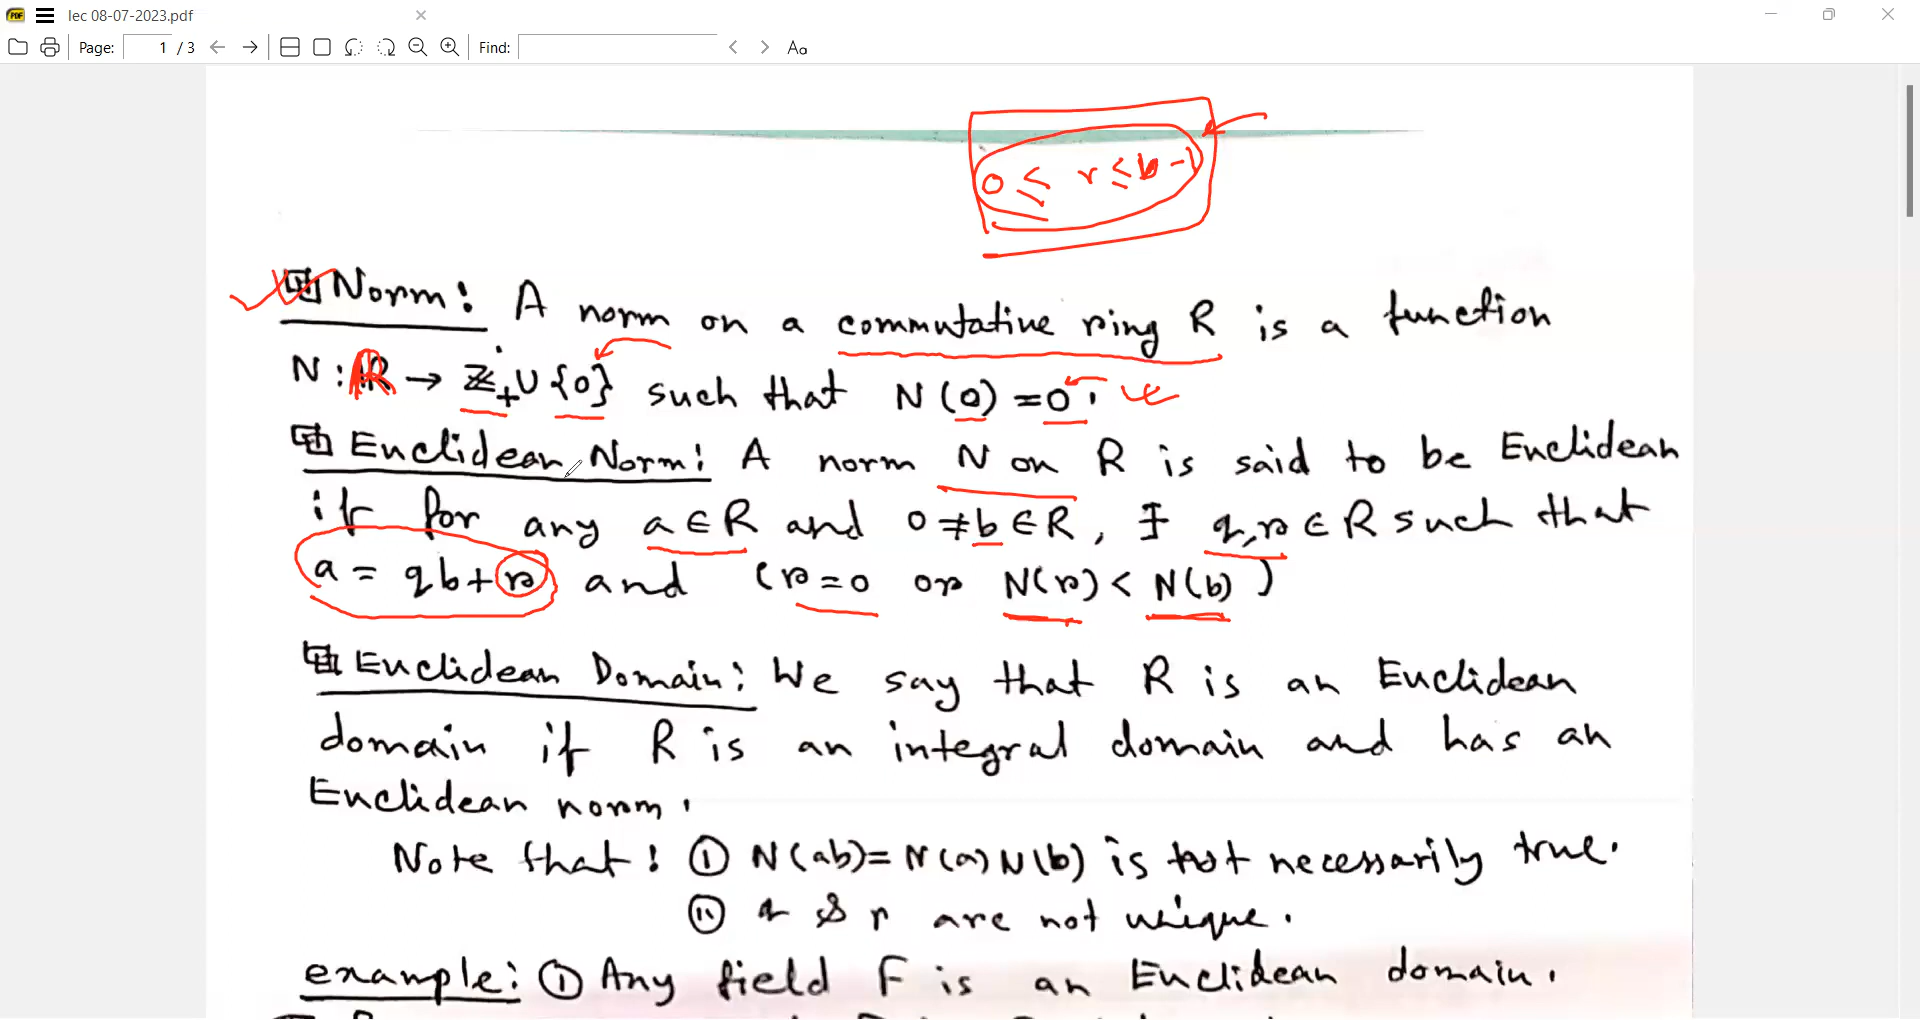 lec 08-07-2023.pdf
Page: 1 / 3 Find: Aa
0 ≤ r ≤ b-1
Norm: A norm on a commutative ring R is a function
N: R → Z+ ∪ {0} such that N(0) = 0.
Euclidean Norm: A norm N on R is said to be Euclidean
if for any a ∈ R and 0 ≠ b ∈ R, ∃ q, r ∈ R such that
a = qb + r and (r = 0 or N(r) < N(b))
Euclidean Domain: We say that R is an Euclidean
domain if R is an integral domain and has an
Euclidean norm.
Note that: ① N(ab) = N(a) N(b) is not necessarily true.
② q & r are not unique.
example: ① Any field F is an Euclidean domain.